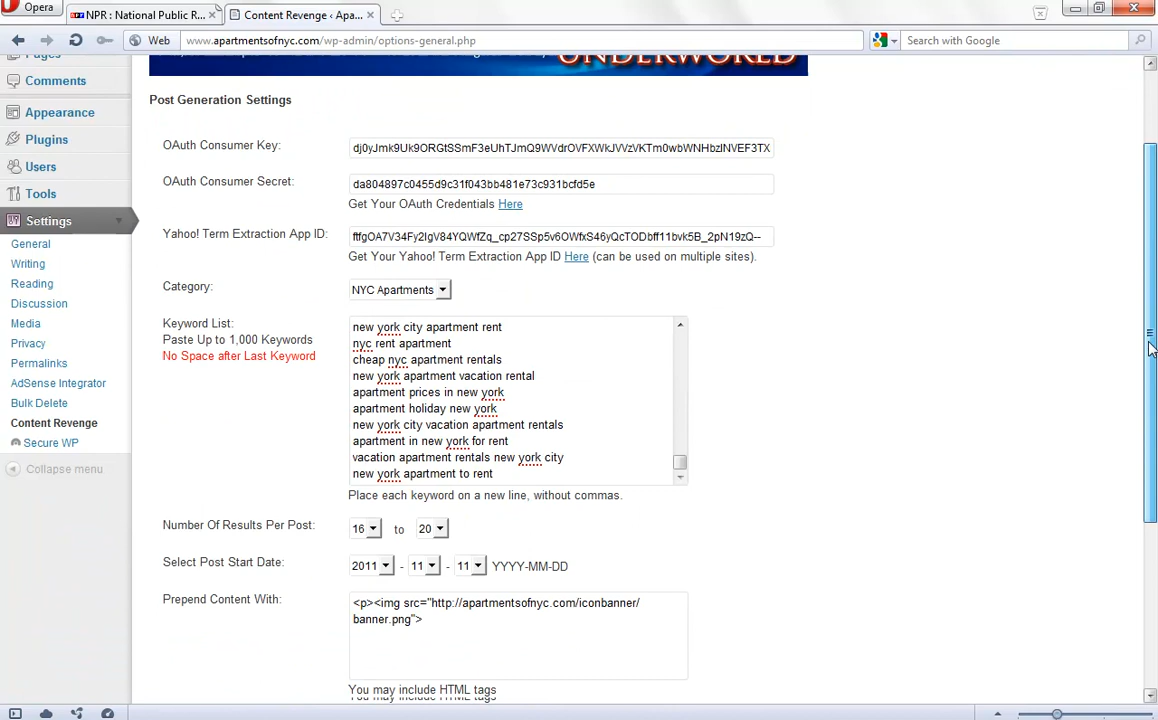 Opera
NPR : National Public R...
Content Revenge ‹ Apa...
Web
www.apartmentsofnyc.com/wp-admin/options-general.php
Search with Google
Pages
Comments
Appearance
Plugins
Users
Tools
Settings
General
Writing
Reading
Discussion
Media
Privacy
Permalinks
AdSense Integrator
Bulk Delete
Content Revenge
Secure WP
Collapse menu
UNDERWORLD
Post Generation Settings
OAuth Consumer Key:
dj0yJmk9Uk9ORGtSSmF3eUhTJmQ9WVdrOVFXWkJVVzVKTm0wbWNHbzlNVEF3TX
OAuth Consumer Secret:
da804897c0455d9c31f043bb481e73c931bcfd5e
Get Your OAuth Credentials Here
Yahoo! Term Extraction App ID:
ftfgOA7V34Fy2IgV84YQWfZq_cp27SSp5v6OWfxS46yQcTODbff11bvk5B_2pN19zQ--
Get Your Yahoo! Term Extraction App ID Here (can be used on multiple sites).
Category:
NYC Apartments
Keyword List:
Paste Up to 1,000 Keywords
No Space after Last Keyword
new york city apartment rent
nyc rent apartment
cheap nyc apartment rentals
new york apartment vacation rental
apartment prices in new york
apartment holiday new york
new york city vacation apartment rentals
apartment in new york for rent
vacation apartment rentals new york city
new york apartment to rent
Place each keyword on a new line, without commas.
Number Of Results Per Post:
16 to 20
Select Post Start Date:
2011 - 11 - 11 YYYY-MM-DD
Prepend Content With:
<p><img src="http://apartmentsofnyc.com/iconbanner/
banner.png">
You may include HTML tags